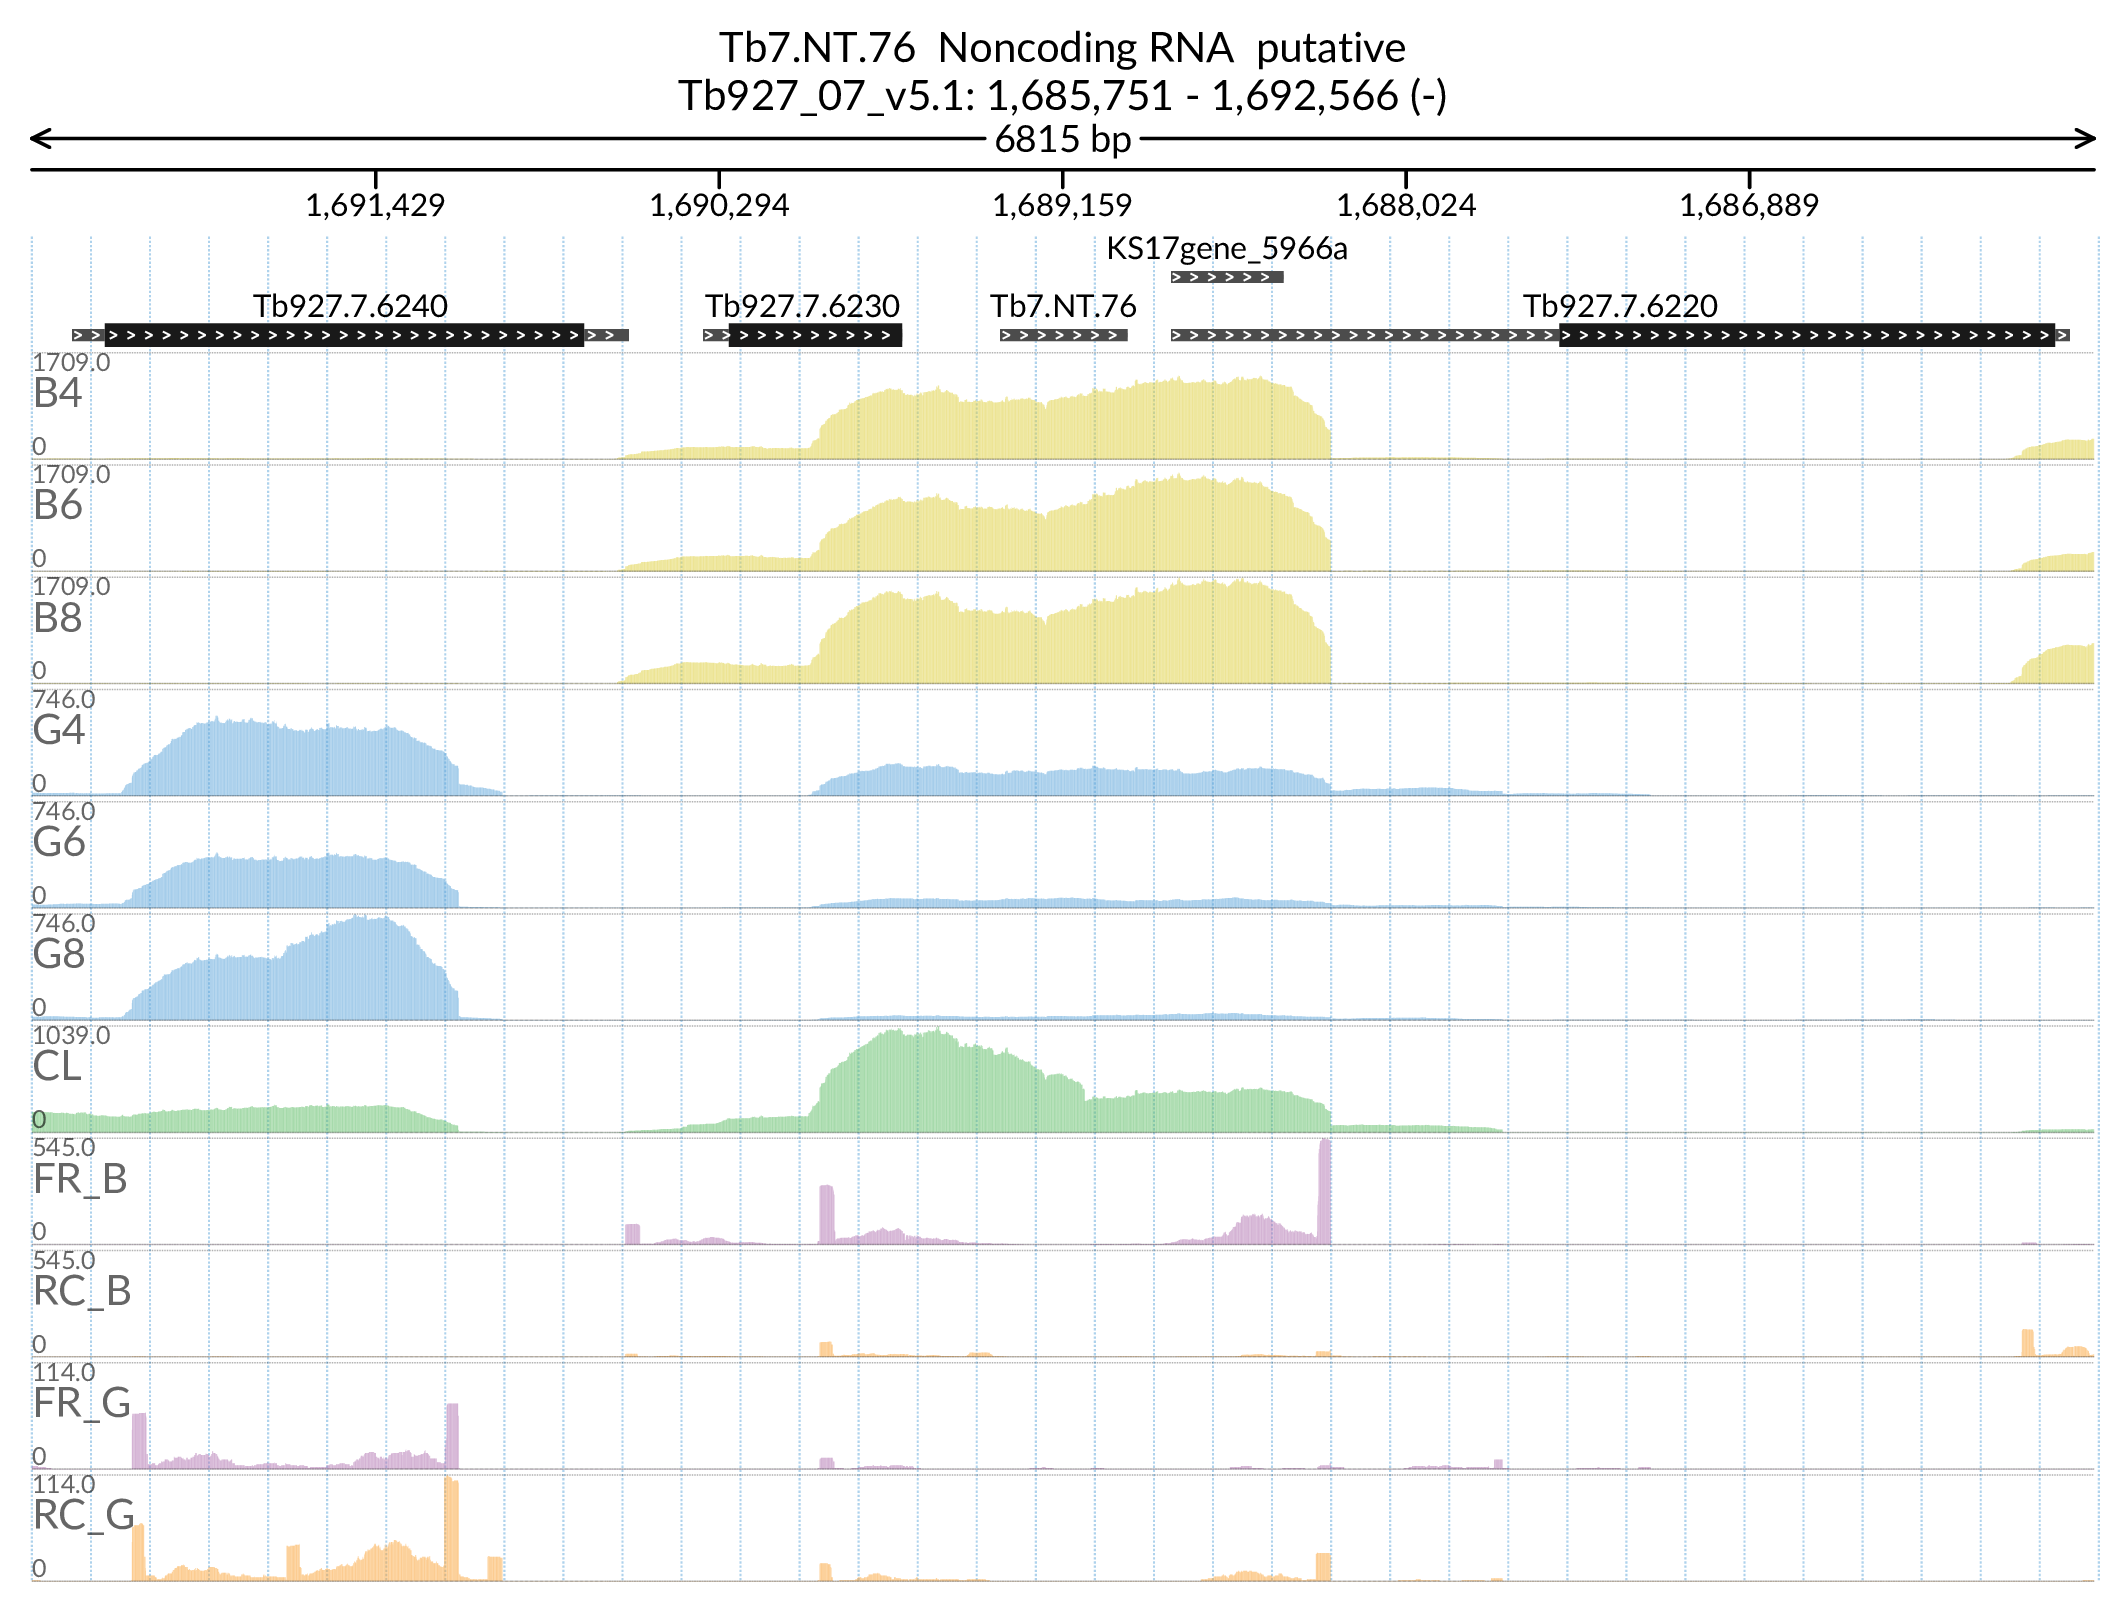 Tb7.NT.76 Noncoding RNA putative
Tb927_07_v5.1: 1,685,751 - 1,692,566 (-)
6815 bp
1,691,429 1,690,294 1,689,159 1,688,024 1,686,889
KS17gene_5966a
Tb927.7.6240 Tb927.7.6230 Tb7.NT.76 Tb927.7.6220
1709.0
B4
0
1709.0
B6
0
1709.0
B8
0
746.0
G4
0
746.0
G6
0
746.0
G8
0
1039.0
CL
0
545.0
FR_B
0
545.0
RC_B
0
114.0
FR_G
0
114.0
RC_G
0